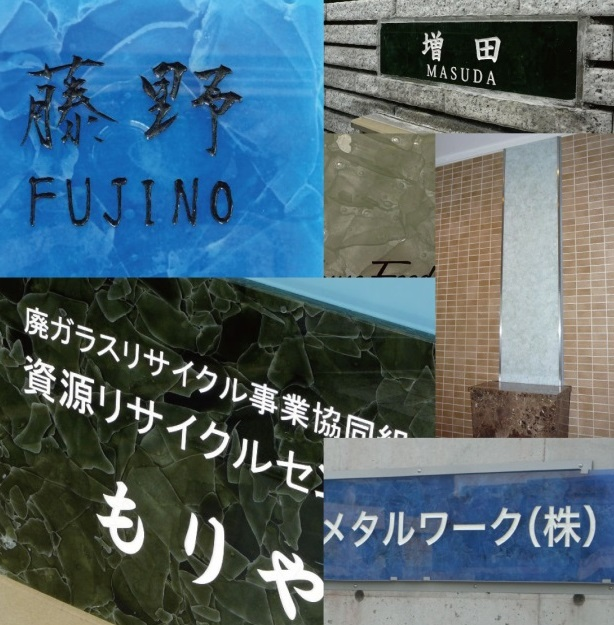 藤野
FUJINO
増田
MASUDA
Food
廃ガラスリサイクル事業協同組
資源リサイクルセン
もりや
メタルワーク(株)